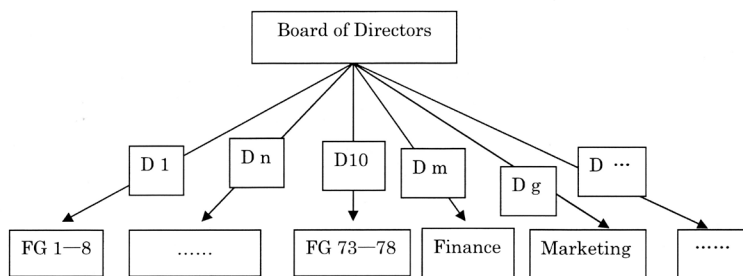 Board of Directors
D 1
D n
D10
D m
D g
D ⋯
FG 1—8
……
FG 73—78
Finance
Marketing
……